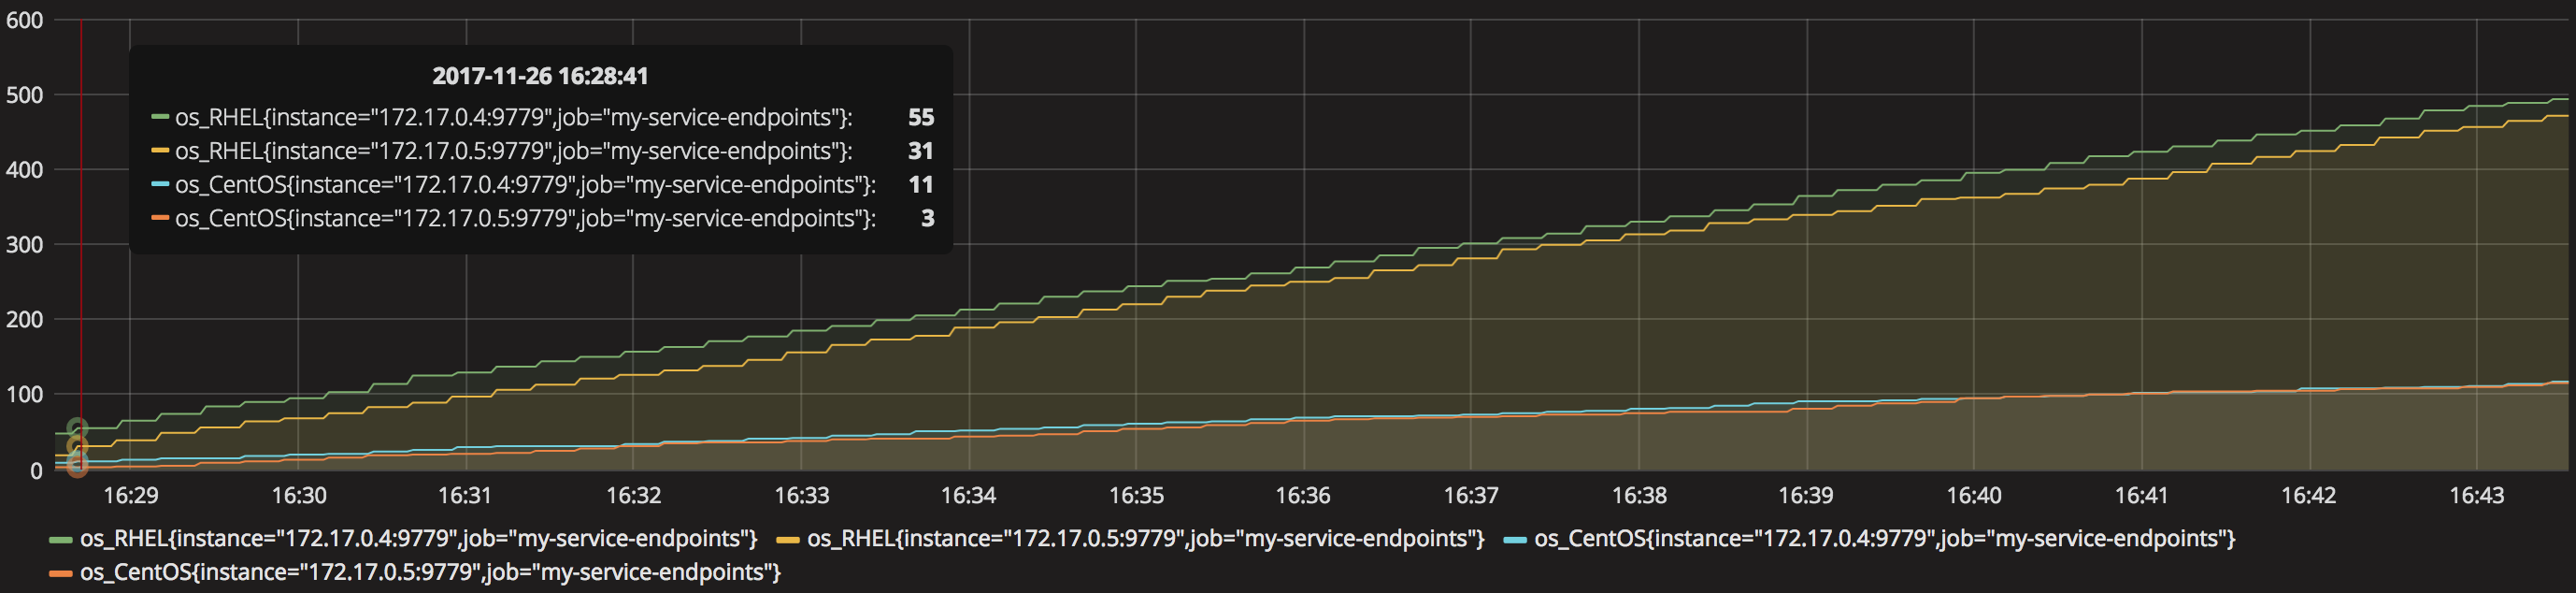 600
500
400
300
200
100
0
2017-11-26 16:28:41
os_RHEL{instance="172.17.0.4:9779",job="my-service-endpoints"}: 55
os_RHEL{instance="172.17.0.5:9779",job="my-service-endpoints"}: 31
os_CentOS{instance="172.17.0.4:9779",job="my-service-endpoints"}: 11
os_CentOS{instance="172.17.0.5:9779",job="my-service-endpoints"}: 3
16:29 16:30 16:31 16:32 16:33 16:34 16:35 16:36 16:37 16:38 16:39 16:40 16:41 16:42 16:43
os_RHEL{instance="172.17.0.4:9779",job="my-service-endpoints"} os_RHEL{instance="172.17.0.5:9779",job="my-service-endpoints"} os_CentOS{instance="172.17.0.4:9779",job="my-service-endpoints"}
os_CentOS{instance="172.17.0.5:9779",job="my-service-endpoints"}